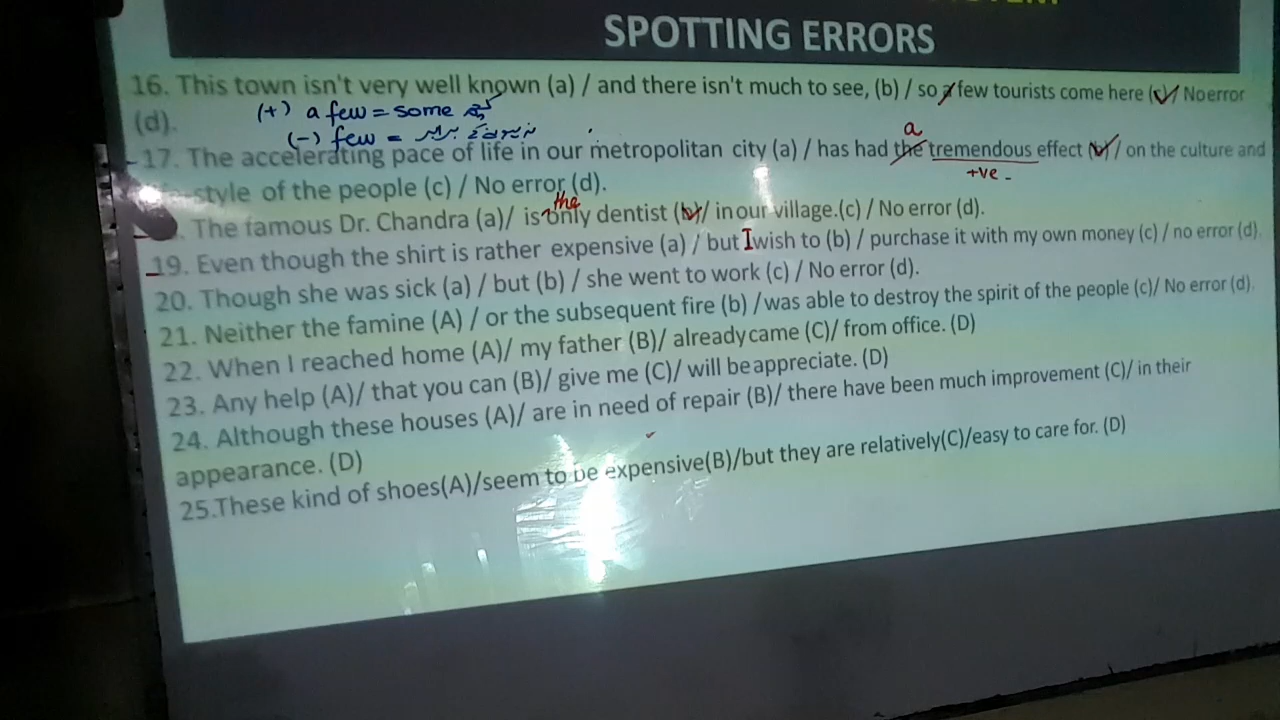 SPOTTING ERRORS
16. This town isn't very well known (a) / and there isn't much to see, (b) / so a few tourists come here (c) / No error
(d).
(+) a few = some
(-) few =
a
17. The accelerating pace of life in our metropolitan city (a) / has had the tremendous effect (b) / on the culture and
+ve -
style of the people (c) / No error (d).
the
The famous Dr. Chandra (a)/ is only dentist (b)/ in our village.(c) / No error (d).
19. Even though the shirt is rather expensive (a) / but I wish to (b) / purchase it with my own money (c) / no error (d).
20. Though she was sick (a) / but (b) / she went to work (c) / No error (d).
21. Neither the famine (A) / or the subsequent fire (b) /was able to destroy the spirit of the people (c)/ No error (d).
22. When I reached home (A)/ my father (B)/ already came (C)/ from office. (D)
23. Any help (A)/ that you can (B)/ give me (C)/ will be appreciate. (D)
24. Although these houses (A)/ are in need of repair (B)/ there have been much improvement (C)/ in their
appearance. (D)
25.These kind of shoes(A)/seem to be expensive(B)/but they are relatively(C)/easy to care for. (D)